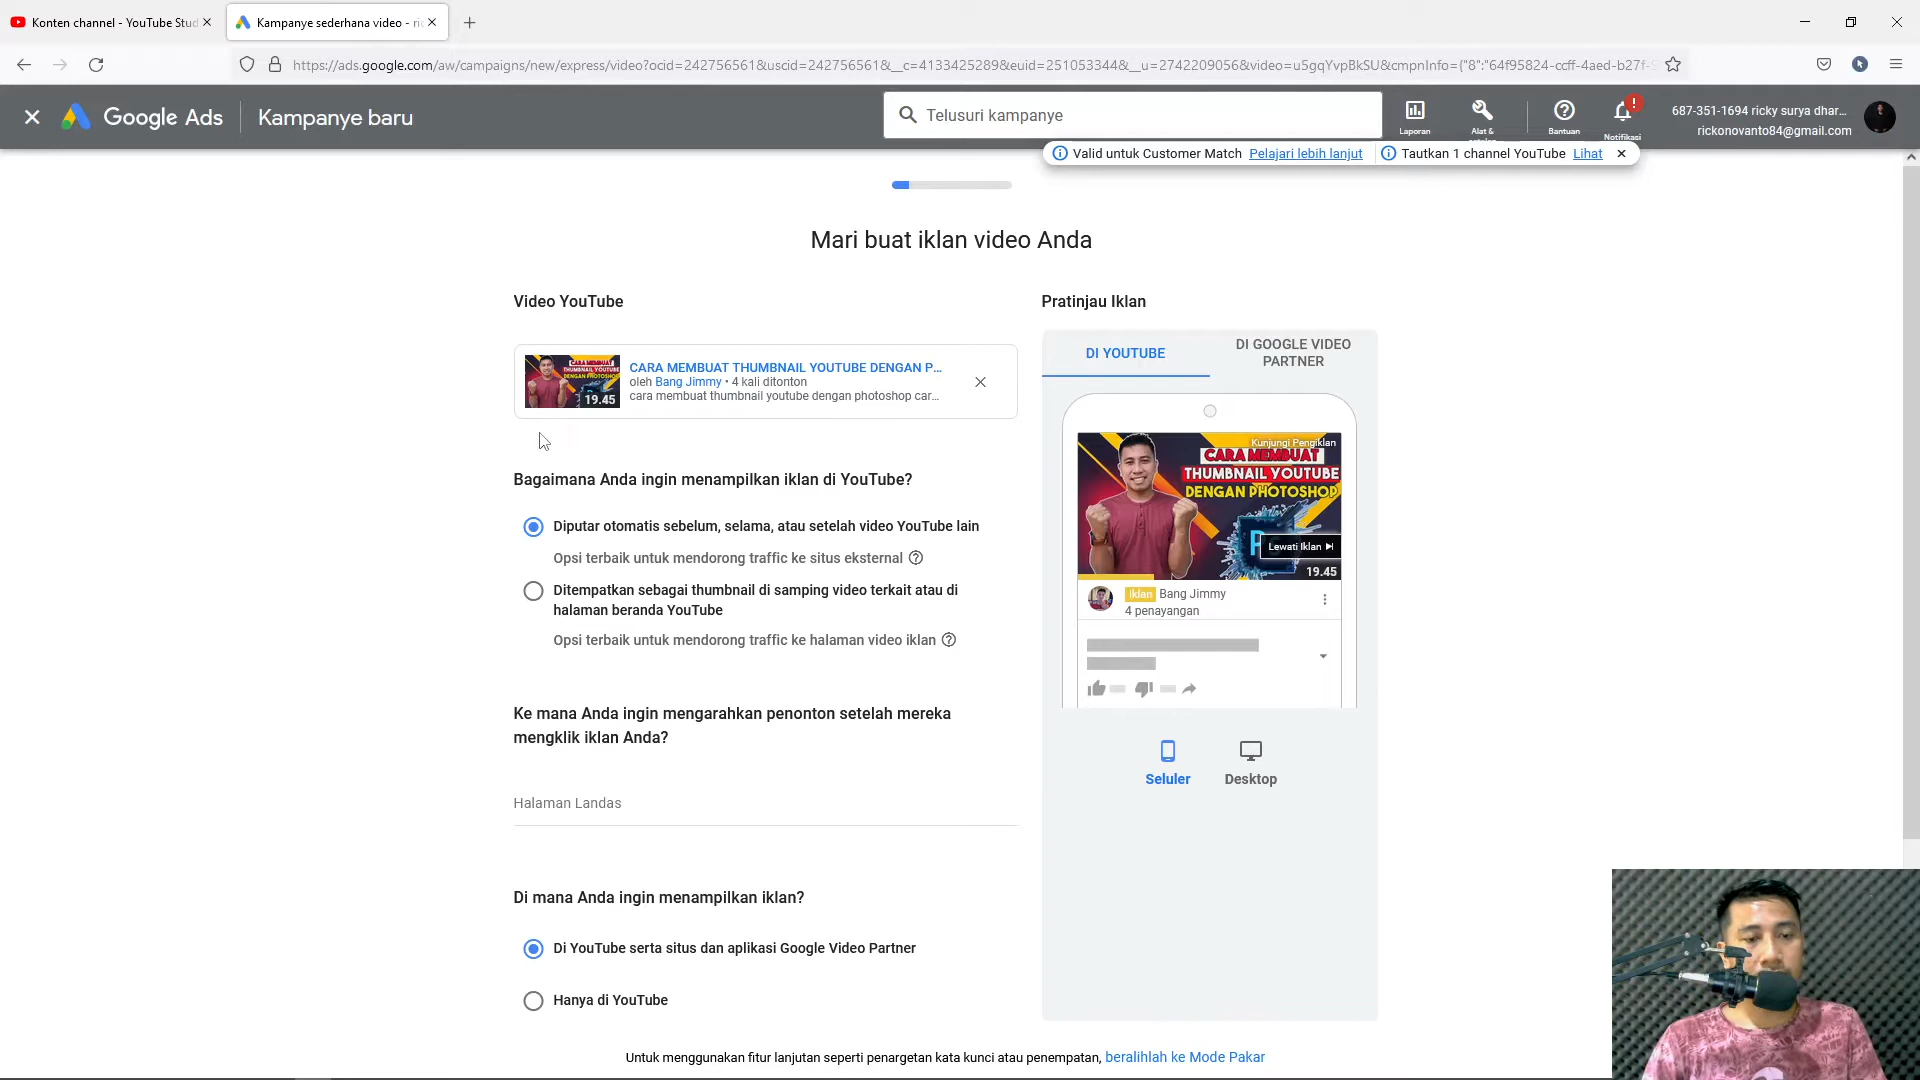 Konten channel - YouTube Stud
Kampanye sederhana video - ri
https://ads.google.com/aw/campaigns/new/express/video?ocid=242756561&uscid=242756561&__c=4133425289&euid=251053344&__u=2742209056&video=u5gqYvpBkSU&cmpnInfo={"8":"64f95824-ccff-4aed-b27f-9
Google Ads
Kampanye baru
Telusuri kampanye
Laporan
Alat &
Bantuan
Notifikasi
687-351-1694 ricky surya dhar...
rickonovanto84@gmail.com
Valid untuk Customer Match Pelajari lebih lanjut
Tautkan 1 channel YouTube Lihat
Mari buat iklan video Anda
Video YouTube
CARA MEMBUAT
THUMBNAIL YOUTUBE
DENGAN PHOTOSHOP
19.45
CARA MEMBUAT THUMBNAIL YOUTUBE DENGAN P...
oleh Bang Jimmy • 4 kali ditonton
cara membuat thumbnail youtube dengan photoshop car...
Bagaimana Anda ingin menampilkan iklan di YouTube?
Diputar otomatis sebelum, selama, atau setelah video YouTube lain
Opsi terbaik untuk mendorong traffic ke situs eksternal
Ditempatkan sebagai thumbnail di samping video terkait atau di
halaman beranda YouTube
Opsi terbaik untuk mendorong traffic ke halaman video iklan
Ke mana Anda ingin mengarahkan penonton setelah mereka
mengklik iklan Anda?
Halaman Landas
Di mana Anda ingin menampilkan iklan?
Di YouTube serta situs dan aplikasi Google Video Partner
Hanya di YouTube
Pratinjau Iklan
DI YOUTUBE
DI GOOGLE VIDEO
PARTNER
Kunjungi Pengiklan
CARA MEMBUAT
THUMBNAIL YOUTUBE
DENGAN PHOTOSHOP
Lewati Iklan
19.45
Iklan Bang Jimmy
4 penayangan
Seluler
Desktop
Untuk menggunakan fitur lanjutan seperti penargetan kata kunci atau penempatan, beralihlah ke Mode Pakar